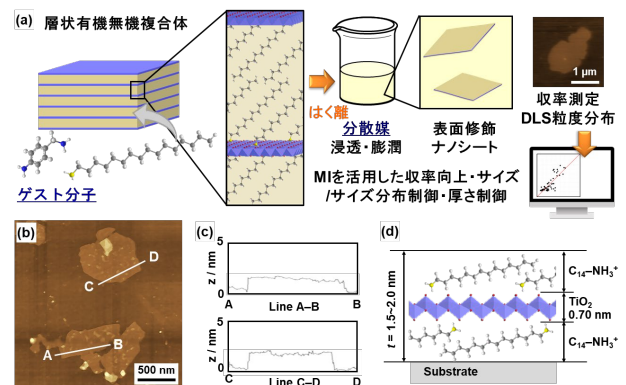 (a) 層状有機無機複合体
ゲスト分子
はく離
分散媒
浸透・膨潤
表面修飾
ナノシート
1 μm
収率測定
DLS粒度分布
MIを活用した収率向上・サイズ
/サイズ分布制御・厚さ制御
(b)
C
D
A
B
500 nm
(c)
5
z / nm
0
A
Line A–B
B
5
z / nm
0
C
Line C–D
D
(d)
t = 1.5~2.0 nm
C14–NH3+
TiO2
0.70 nm
C14–NH3+
Substrate